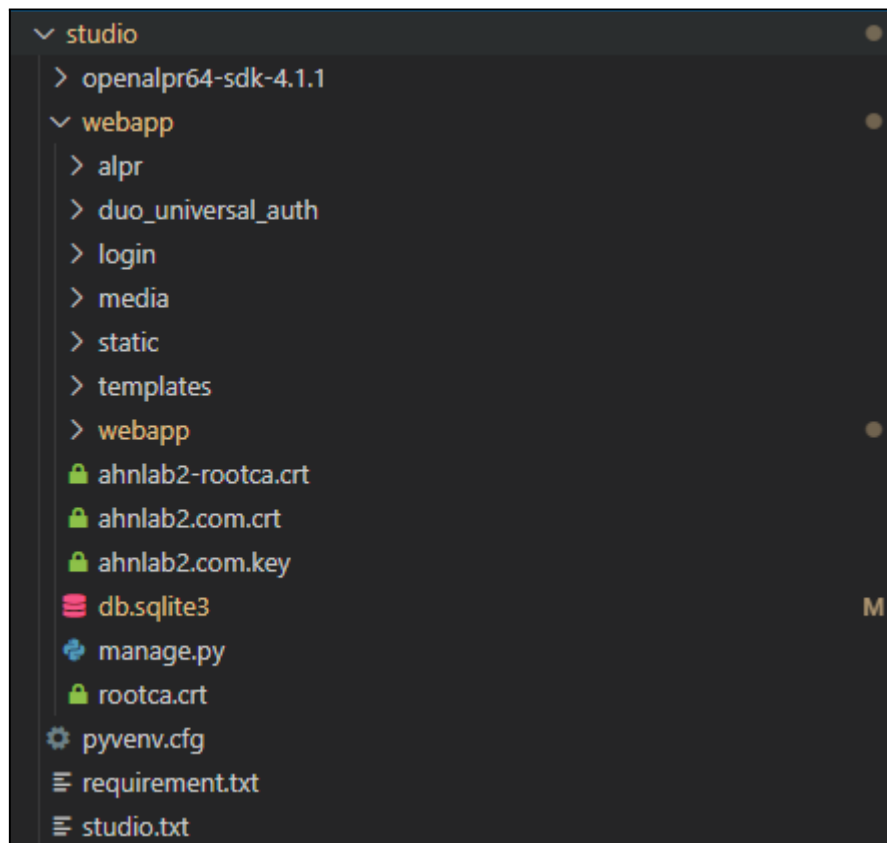 studio
openalpr64-sdk-4.1.1
webapp
alpr
duo_universal_auth
login
media
static
templates
webapp
ahnlab2-rootca.crt
ahnlab2.com.crt
ahnlab2.com.key
db.sqlite3 M
manage.py
rootca.crt
pyvenv.cfg
requirement.txt
studio.txt